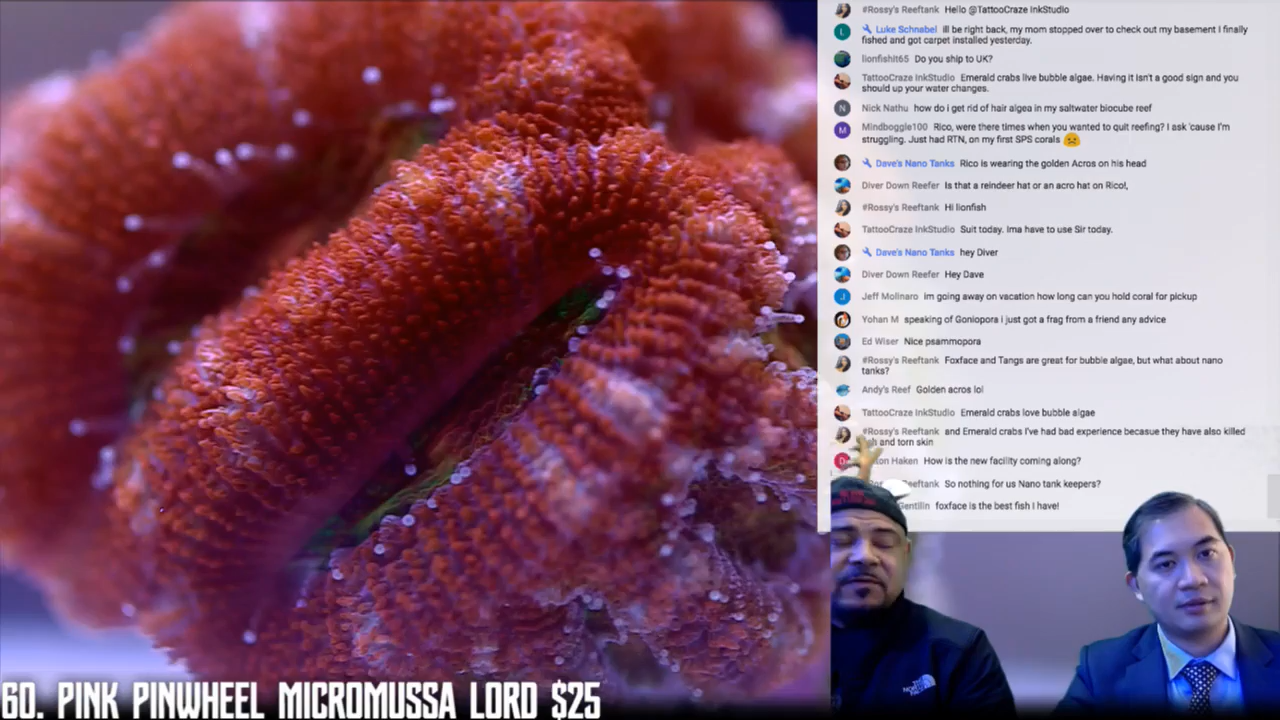 #Rossy's Reeftank Hello @TattooCraze InkStudio
L Luke Schnabel ill be right back, my mom stopped over to check out my basement I finally
fished and got carpet installed yesterday.
lionfishlt65 Do you ship to UK?
TattooCraze InkStudio Emerald crabs live bubble algae. Having it isn't a good sign and you
should up your water changes.
N Nick Nathu how do i get rid of hair algea in my saltwater biocube reef
M Mindboggle100 Rico, were there times when you wanted to quit reefing? I ask 'cause I'm
struggling. Just had RTN, on my first SPS corals
Dave's Nano Tanks Rico is wearing the golden Acros on his head
Diver Down Reefer Is that a reindeer hat or an acro hat on Rico!,
#Rossy's Reeftank Hi lionfish
TattooCraze InkStudio Suit today. Ima have to use Sir today.
Dave's Nano Tanks hey Diver
Diver Down Reefer Hey Dave
J Jeff Molinaro Im going away on vacation how long can you hold coral for pickup
Yohan M speaking of Goniopora i just got a frag from a friend any advice
Ed Wiser Nice psammopora
#Rossy's Reeftank Foxface and Tangs are great for bubble algae, but what about nano
tanks?
Andy's Reef Golden acros lol
TattooCraze InkStudio Emerald crabs love bubble algae
#Rossy's Reeftank and Emerald crabs I've had bad experience becasue they have also killed
and torn skin
D Haken How is the new facility coming along?
Reeftank So nothing for us Nano tank keepers?
Gentilin foxface is the best fish I have!
THE NORTH FACE
60. PINK PINWHEEL MICROMUSSA LORD $25